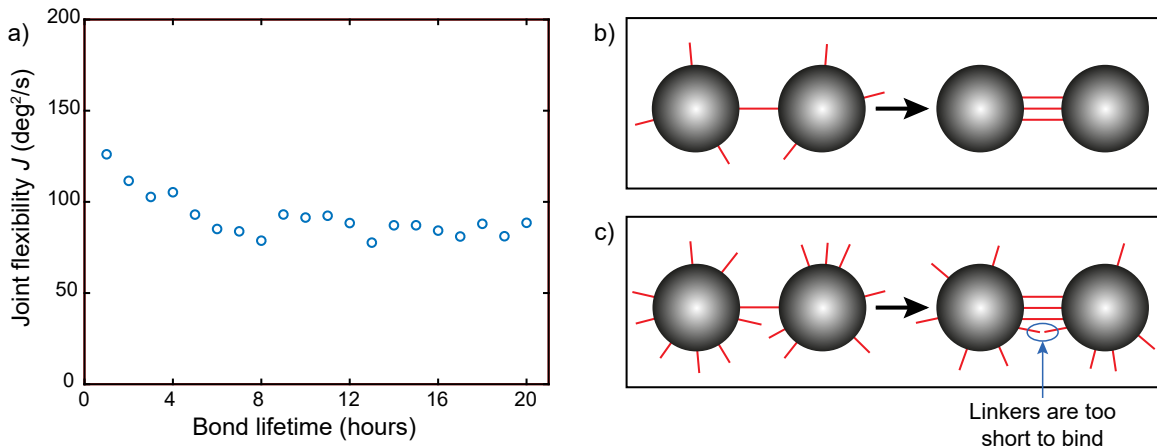 a)
200
150
100
50
0
Joint flexibility J (deg²/s)
0 4 8 12 16 20
Bond lifetime (hours)
b)
c)
Linkers are too
short to bind